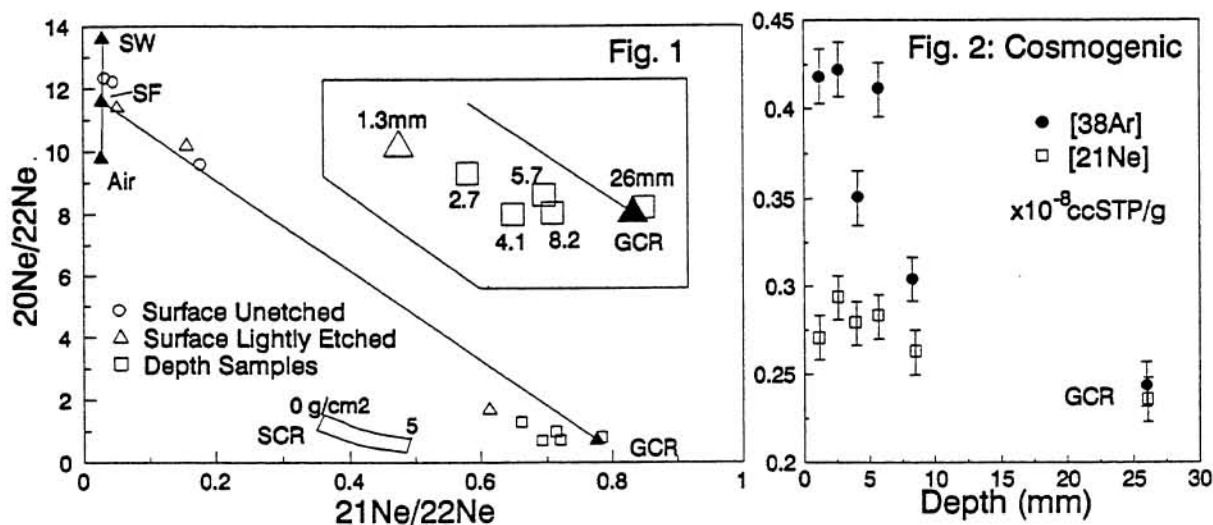 Fig. 1
14
12
10
8
6
4
2
0
20Ne/22Ne
SW
SF
Air
1.3mm
2.7
4.1
5.7
8.2
26mm
GCR
Surface Unetched
Surface Lightly Etched
Depth Samples
0 g/cm2
5
SCR
GCR
0
0.2
0.4
0.6
0.8
1
21Ne/22Ne
Fig. 2: Cosmogenic
0.45
0.4
0.35
0.3
0.25
0.2
[38Ar]
[21Ne]
x10⁻⁸ccSTP/g
GCR
0
5
10
15
20
25
30
Depth (mm)